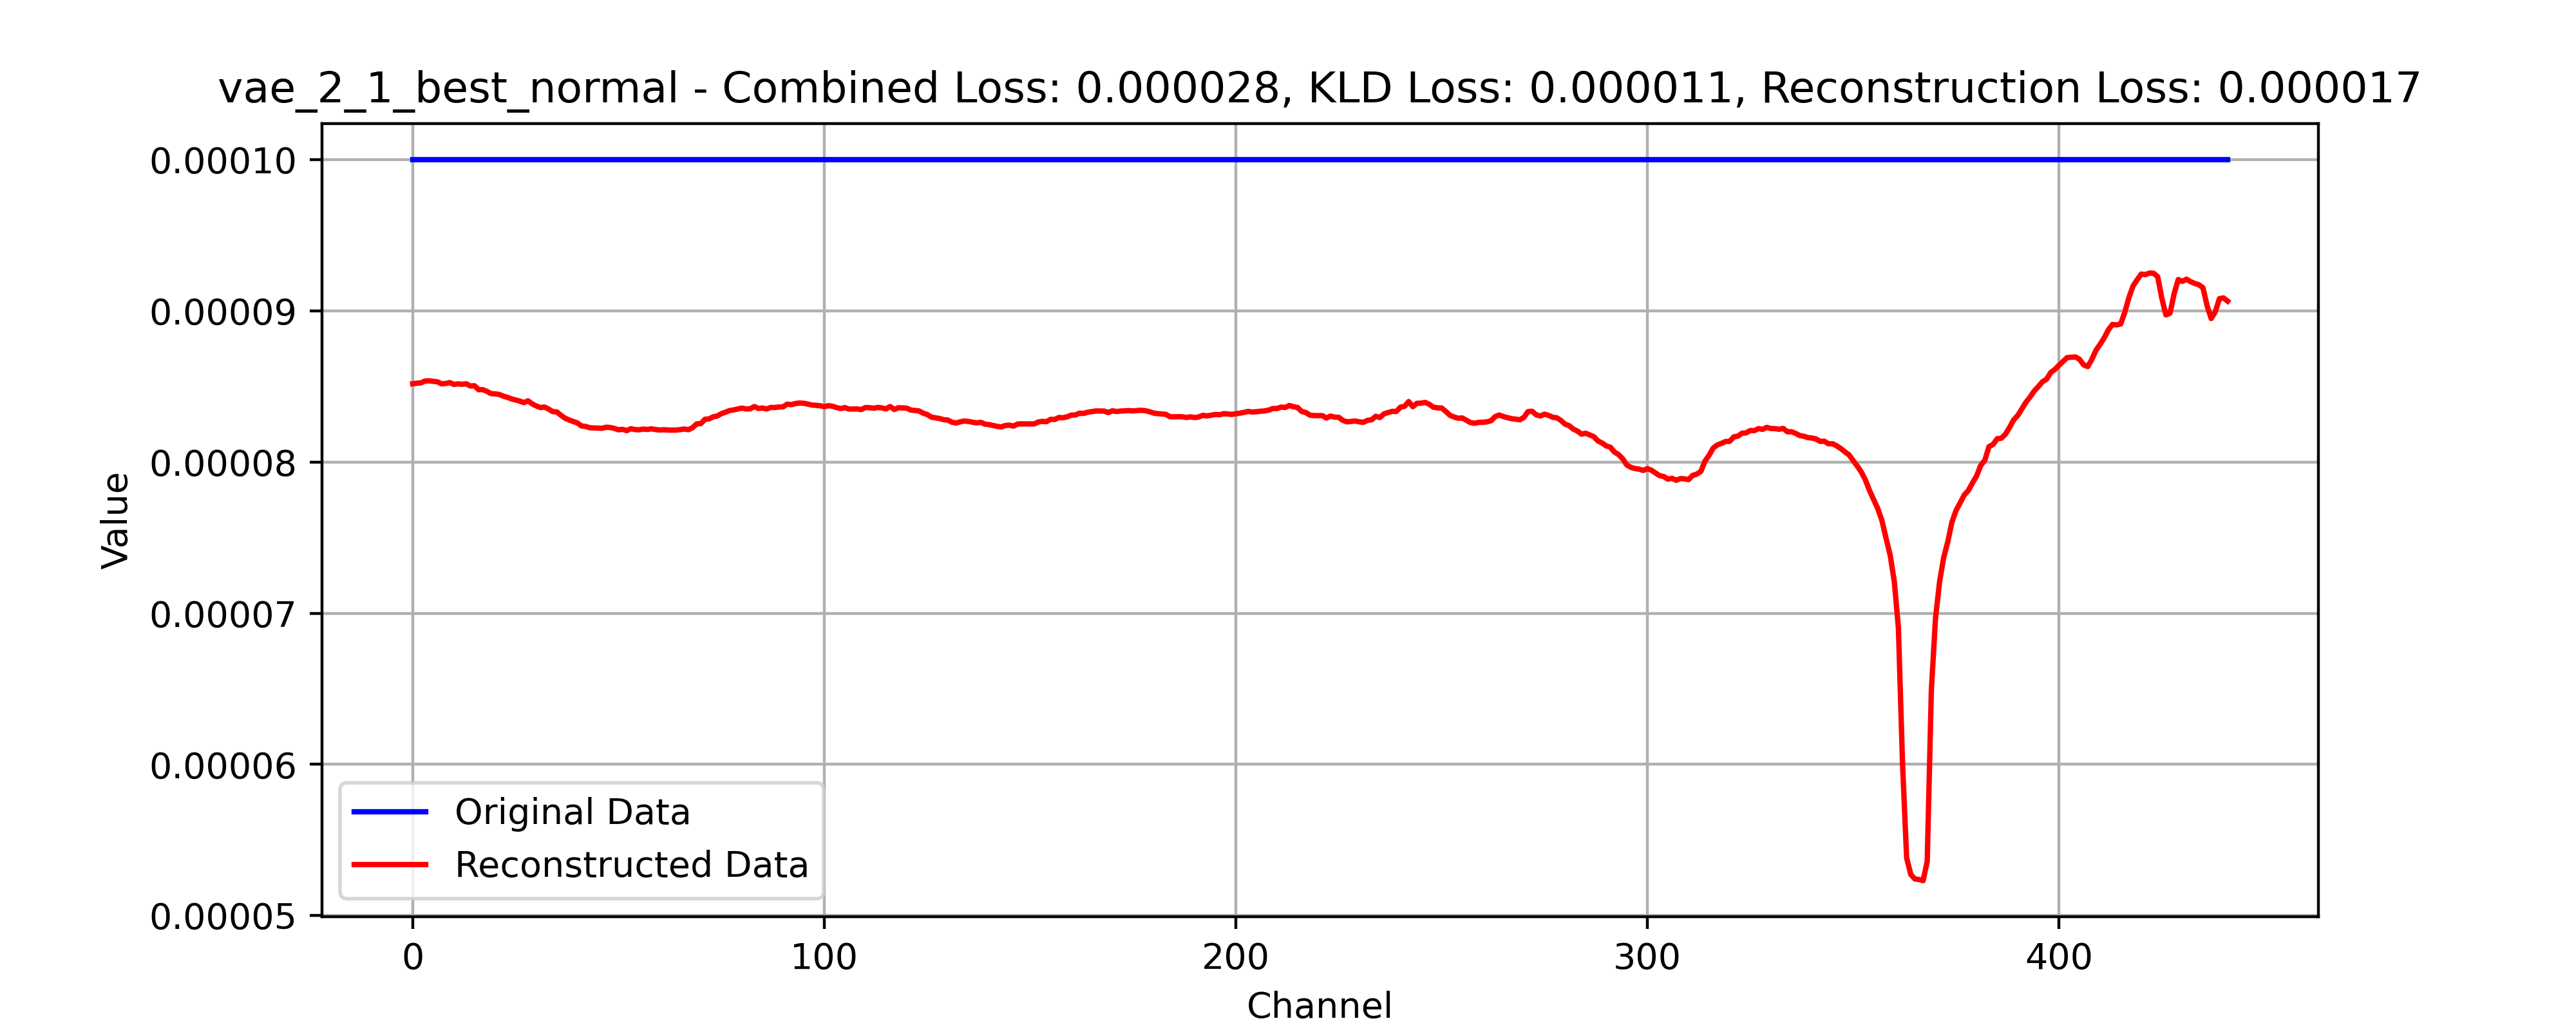 vae_2_1_best_normal - Combined Loss: 0.000028, KLD Loss: 0.000011, Reconstruction Loss: 0.000017
0.00010
0.00009
0.00008
0.00007
0.00006
0.00005
Value
Original Data
Reconstructed Data
0 100 200 300 400
Channel